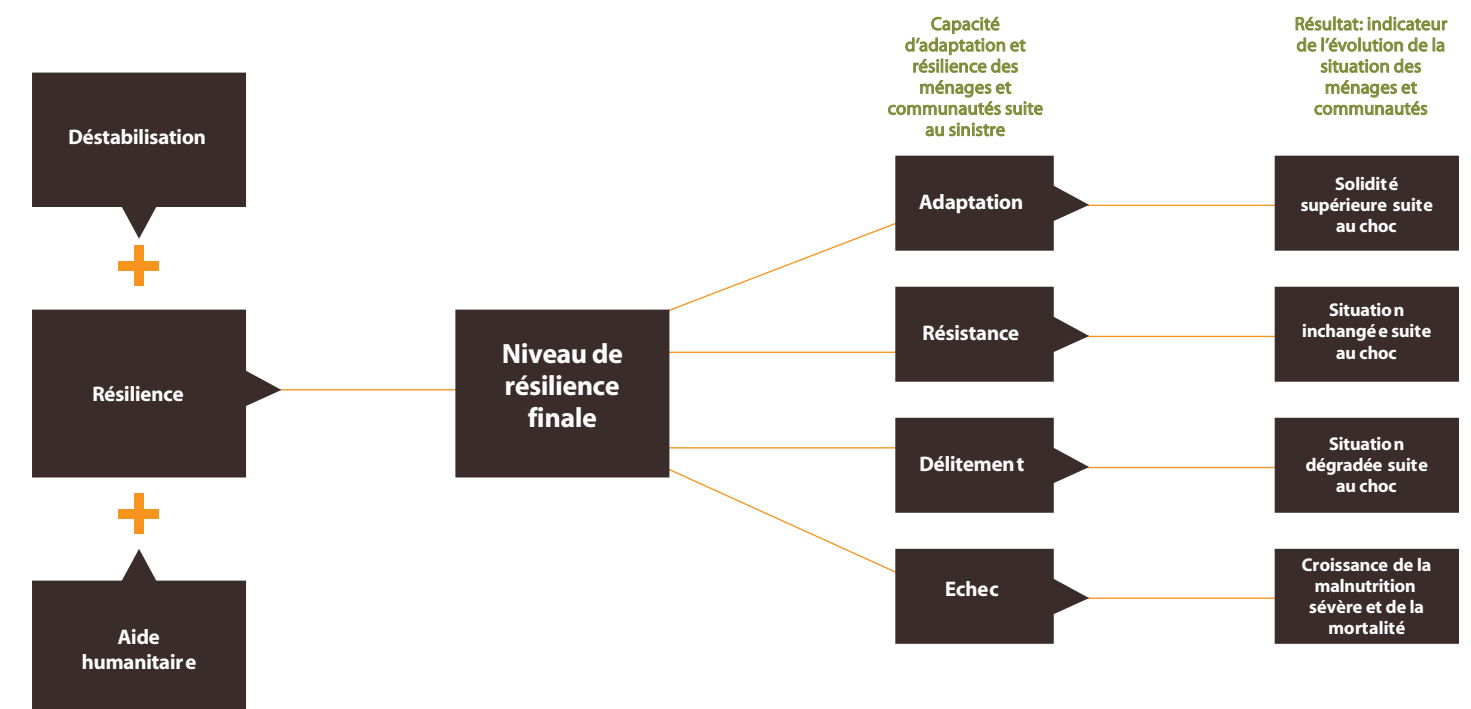 Capacité
d'adaptation et
résilience des
ménages et
communautés suite
au sinistre
Résultat: indicateur
de l'évolution de la
situation des
ménages et
communautés
Déstabilisation
+
Résilience
+
Aide
humanitaire
Niveau de
résilience
finale
Adaptation
Solidité
supérieure suite
au choc
Résistance
Situation
inchangée suite
au choc
Délitement
Situation
dégradée suite
au choc
Echec
Croissance de la
malnutrition
sévère et de la
mortalité